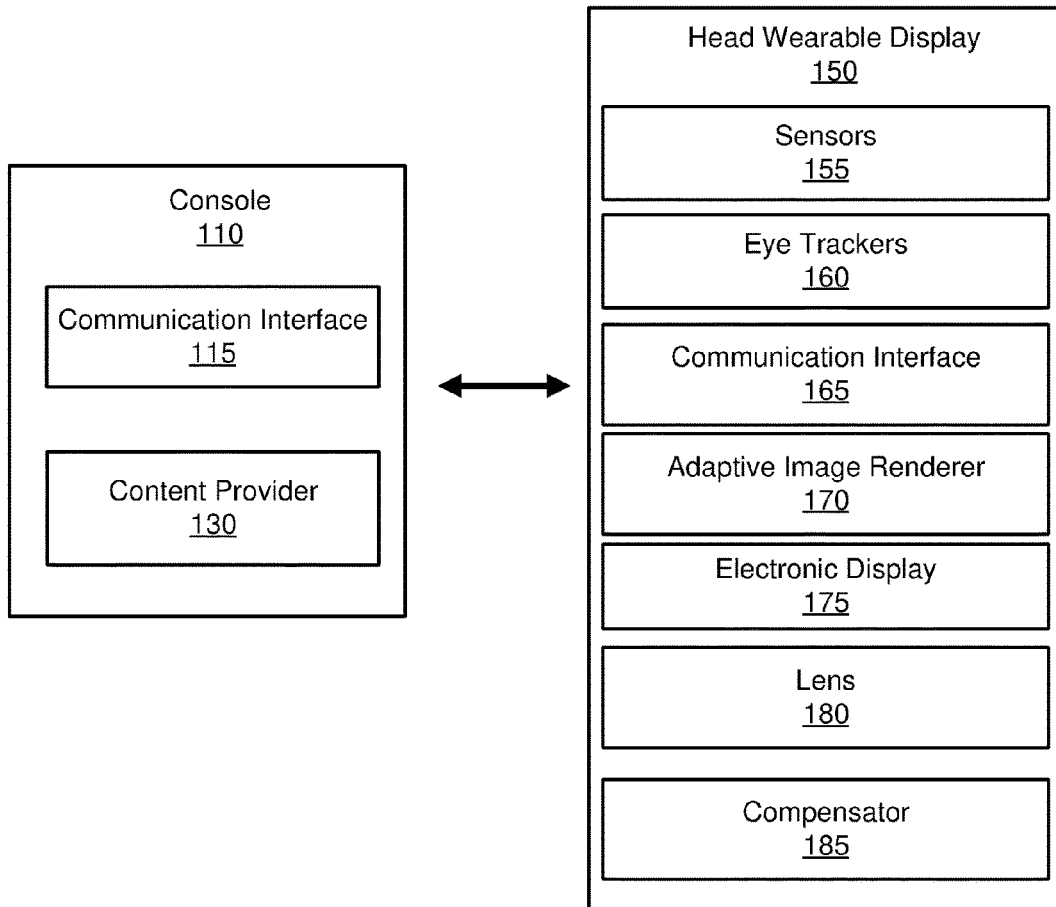 Console
110
Communication Interface
115
Content Provider
130
Head Wearable Display
150
Sensors
155
Eye Trackers
160
Communication Interface
165
Adaptive Image Renderer
170
Electronic Display
175
Lens
180
Compensator
185